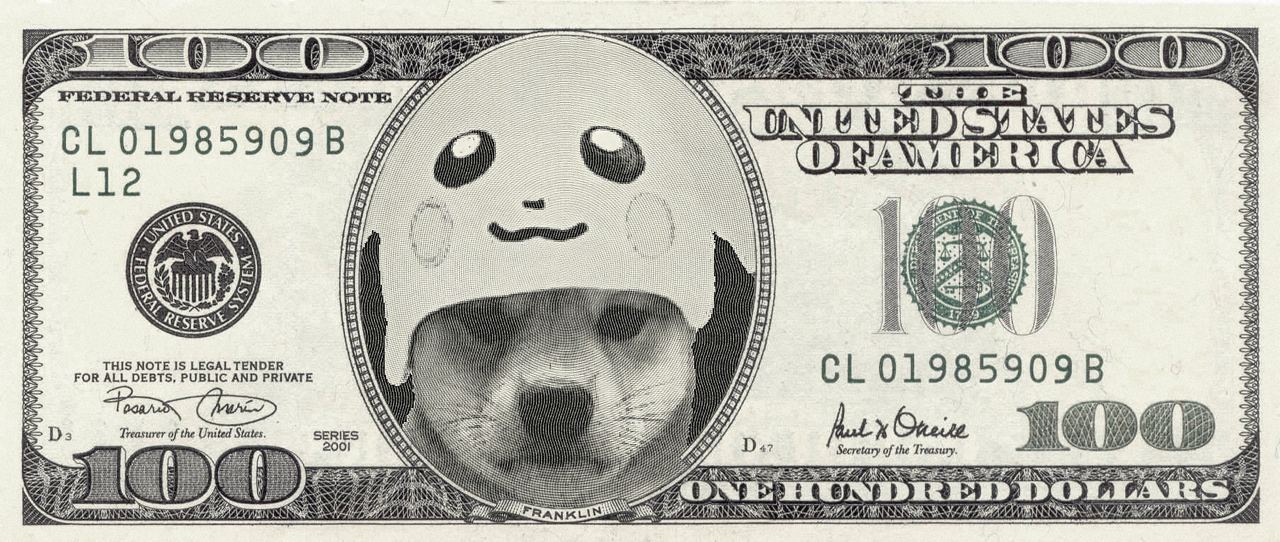 100
100
FEDERAL RESERVE NOTE
THE
UNITED STATES
OF AMERICA
CL 01985909 B
L12
UNITED STATES
FEDERAL RESERVE SYSTEM
100
THIS NOTE IS LEGAL TENDER
FOR ALL DEBTS, PUBLIC AND PRIVATE
CL 01985909 B
Rosario Marin
Treasurer of the United States.
Paul H O'Neill
Secretary of the Treasury.
100
D3
SERIES
2001
D47
100
ONE HUNDRED DOLLARS
FRANKLIN